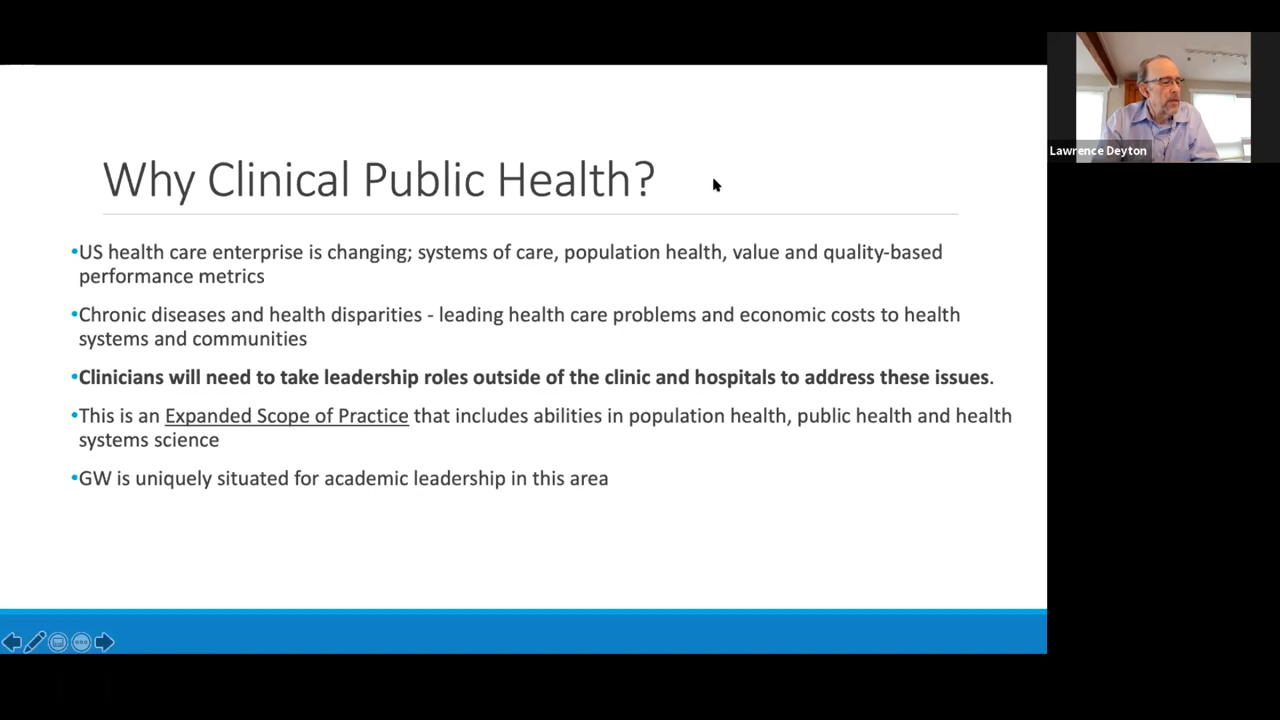 Why Clinical Public Health?
•US health care enterprise is changing; systems of care, population health, value and quality-based
performance metrics
•Chronic diseases and health disparities - leading health care problems and economic costs to health
systems and communities
•Clinicians will need to take leadership roles outside of the clinic and hospitals to address these issues.
•This is an Expanded Scope of Practice that includes abilities in population health, public health and health
systems science
•GW is uniquely situated for academic leadership in this area
Lawrence Deyton